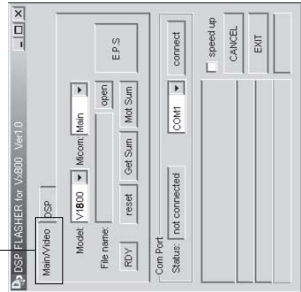 DSP FLASHER for Vx800 Ver1.0
Main/Video DSP
Model: V1800 Micom: Main
File name: open
E.P.S
RDY reset Get Sum Mot Sum
Com Port
Status: not connected COM1 connect
speed up
CANCEL
EXIT